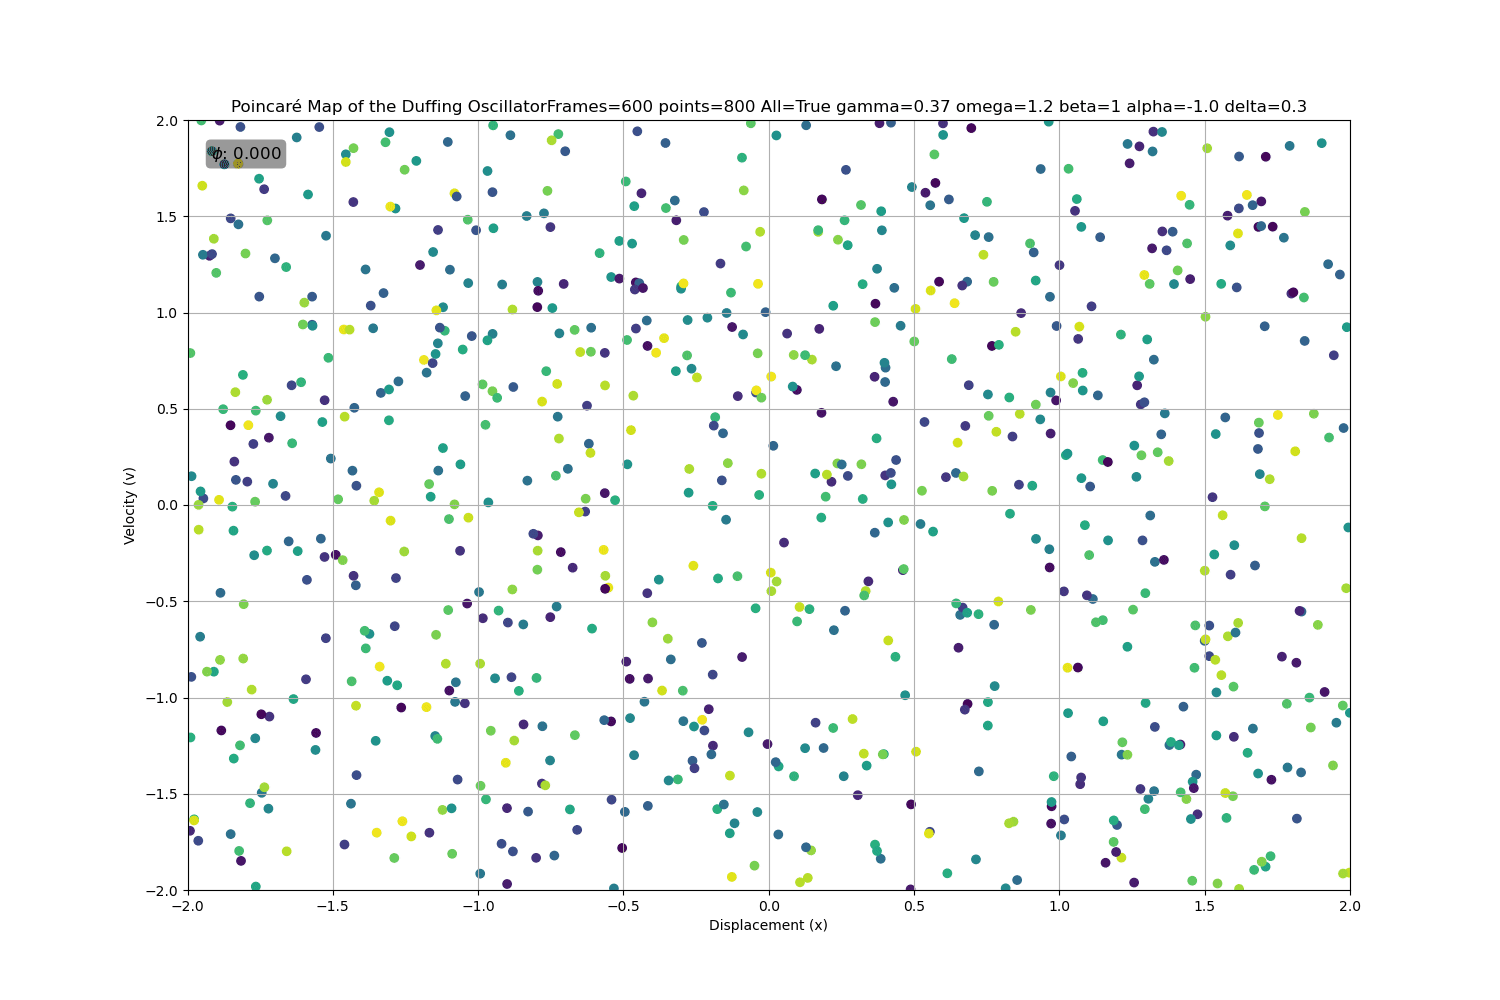 Poincaré Map of the Duffing OscillatorFrames=600 points=800 All=True gamma=0.37 omega=1.2 beta=1 alpha=-1.0 delta=0.3
2.0
ϕ: 0.000
1.5
1.0
0.5
0.0
−0.5
−1.0
−1.5
−2.0
Velocity (v)
−2.0 −1.5 −1.0 −0.5 0.0 0.5 1.0 1.5 2.0
Displacement (x)